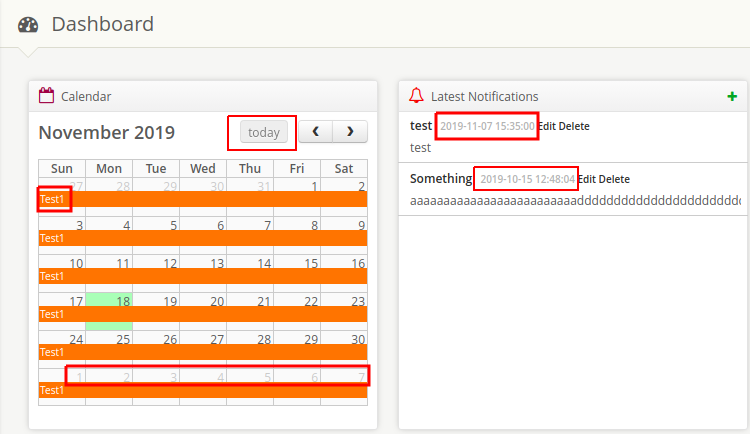 Dashboard
Calendar
November 2019
today
Sun Mon Tue Wed Thu Fri Sat
27 28 29 30 31 1 2
Test1
3 4 5 6 7 8 9
Test1
10 11 12 13 14 15 16
Test1
17 18 19 20 21 22 23
Test1
24 25 26 27 28 29 30
Test1
1 2 3 4 5 6 7
Test1
Latest Notifications
test 2019-11-07 15:35:00 Edit Delete
test
Something 2019-10-15 12:48:04 Edit Delete